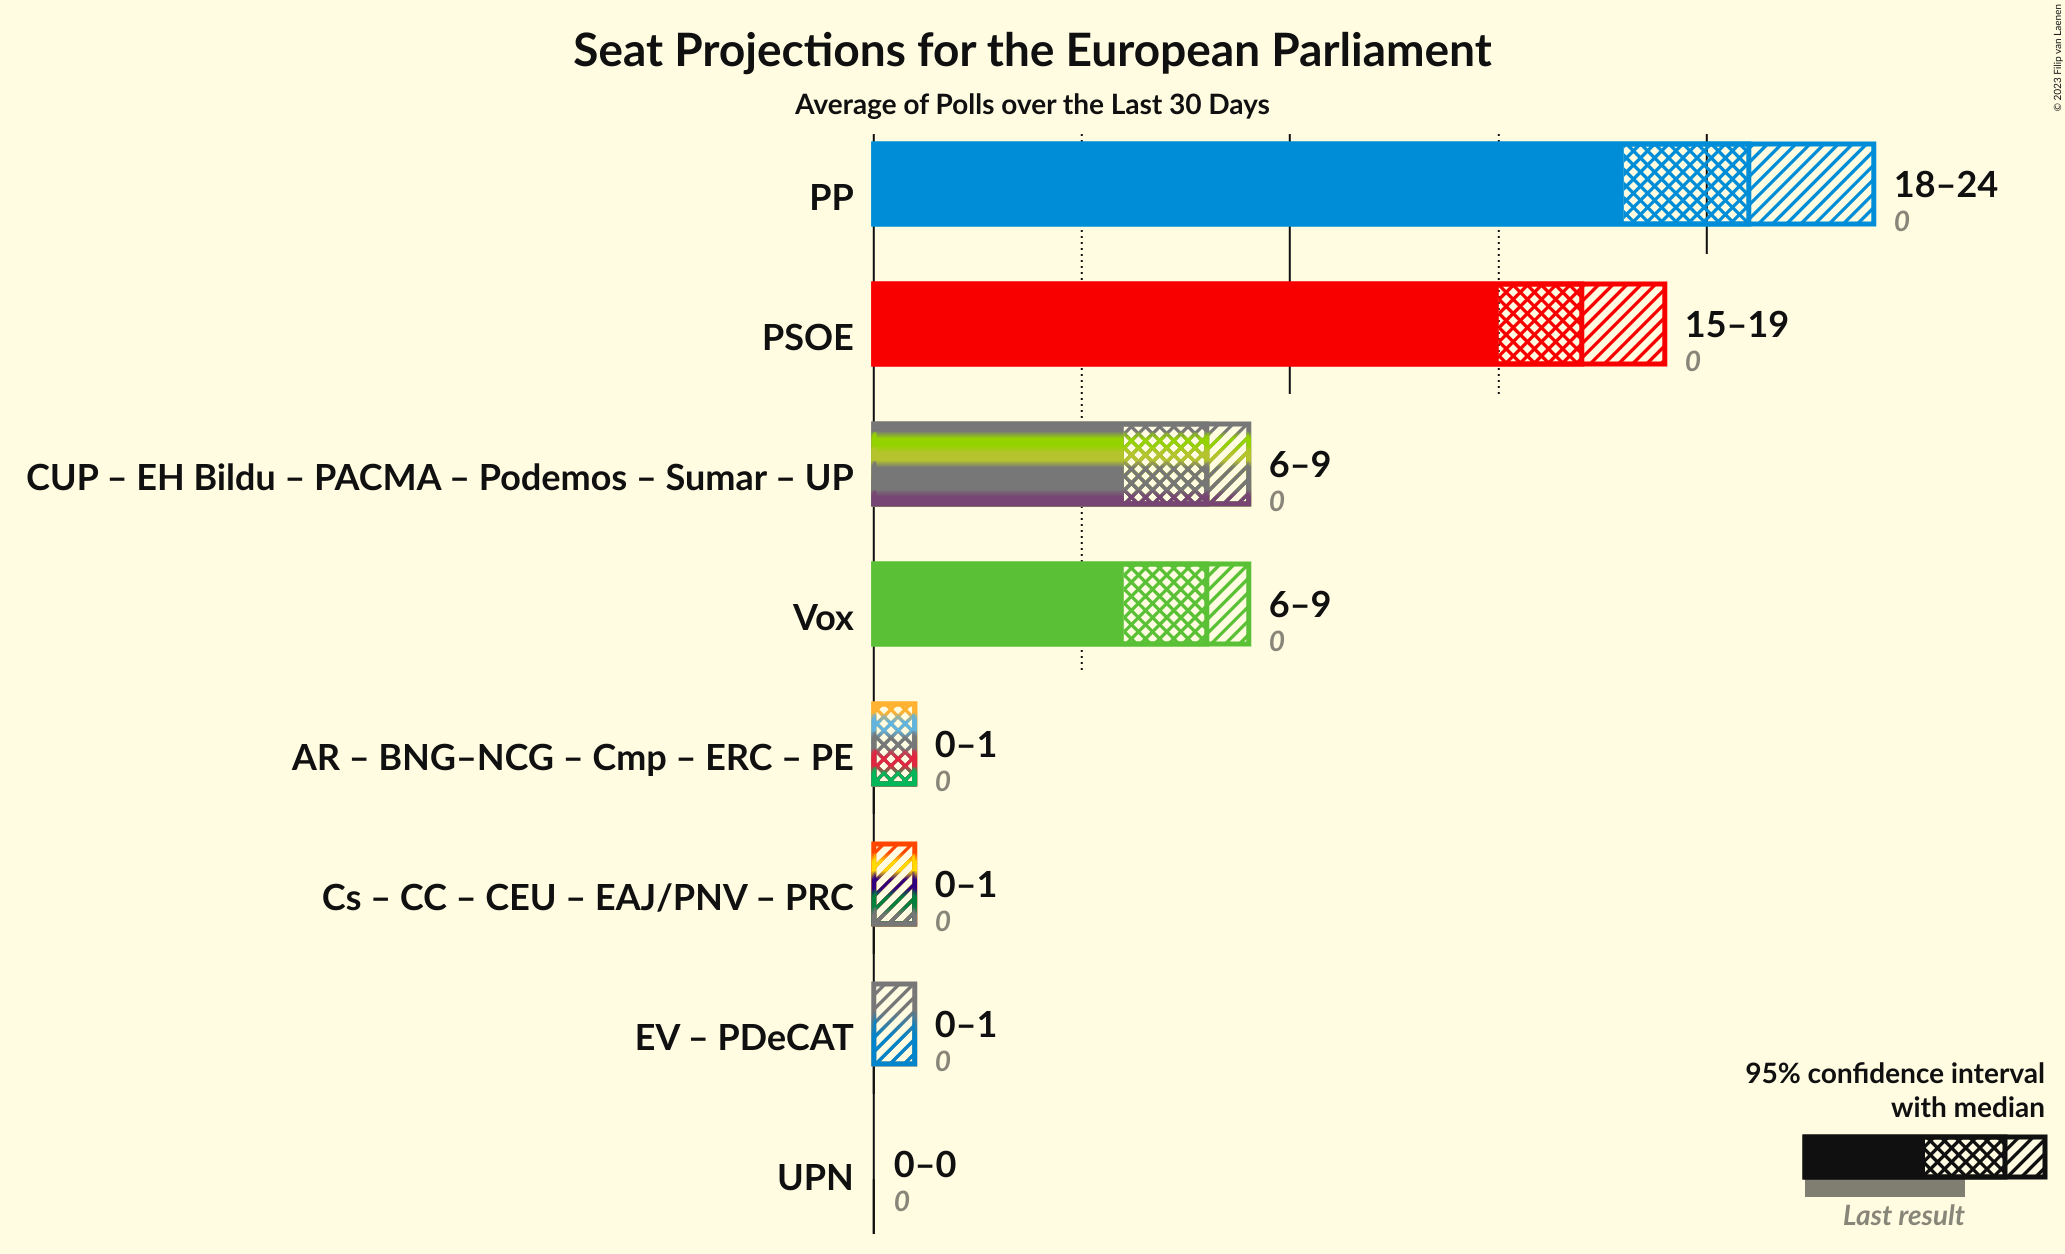 Seat Projections for the European Parliament
Average of Polls over the Last 30 Days
© 2023 Filip van Laenen
PP
18–24
0
PSOE
15–19
0
CUP – EH Bildu – PACMA – Podemos – Sumar – UP
6–9
0
Vox
6–9
0
AR – BNG–NCG – Cmp – ERC – PE
0–1
0
Cs – CC – CEU – EAJ/PNV – PRC
0–1
0
EV – PDeCAT
0–1
0
UPN
0–0
0
95% confidence interval
with median
Last result